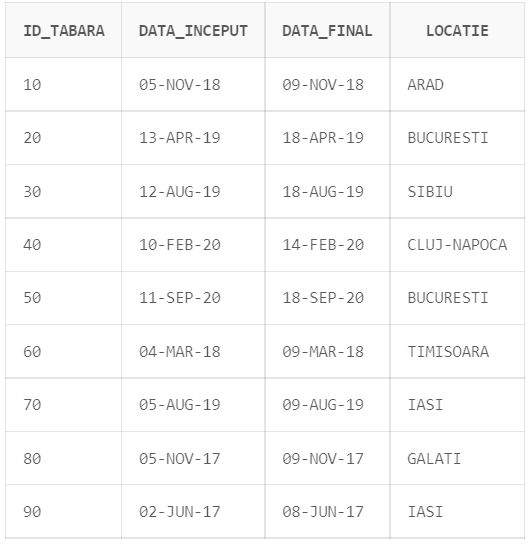 ID_TABARA DATA_INCEPUT DATA_FINAL LOCATIE
10 05-NOV-18 09-NOV-18 ARAD
20 13-APR-19 18-APR-19 BUCURESTI
30 12-AUG-19 18-AUG-19 SIBIU
40 10-FEB-20 14-FEB-20 CLUJ-NAPOCA
50 11-SEP-20 18-SEP-20 BUCURESTI
60 04-MAR-18 09-MAR-18 TIMISOARA
70 05-AUG-19 09-AUG-19 IASI
80 05-NOV-17 09-NOV-17 GALATI
90 02-JUN-17 08-JUN-17 IASI